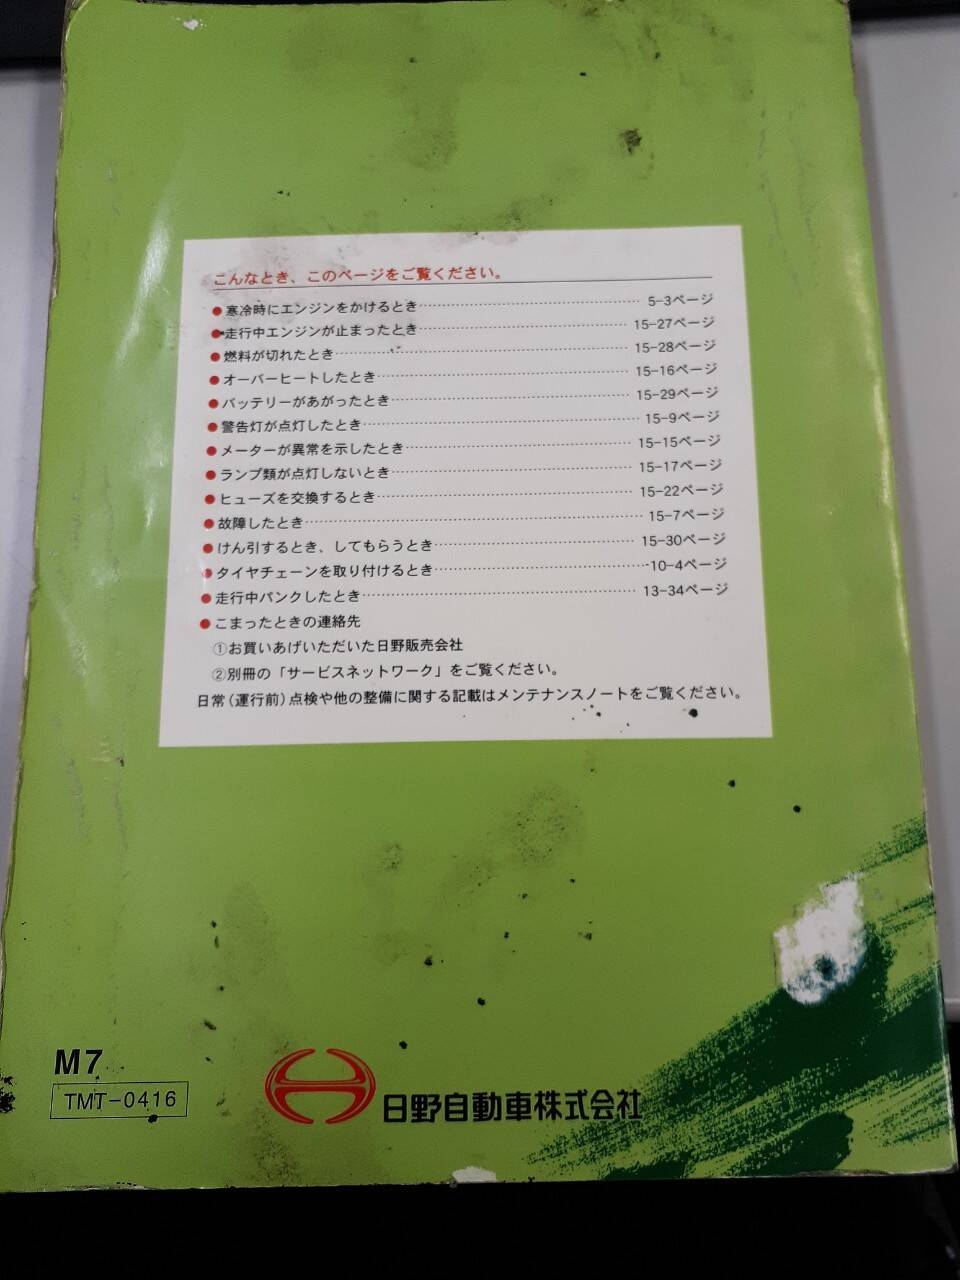 こんなとき、このページをご覧ください。
●寒冷時にエンジンをかけるとき…………5-3ページ
●走行中エンジンが止まったとき…………15-27ページ
●燃料が切れたとき…………15-28ページ
●オーバーヒートしたとき…………15-16ページ
●バッテリーがあがったとき…………15-29ページ
●警告灯が点灯したとき…………15-9ページ
●メーターが異常を示したとき…………15-15ページ
●ランプ類が点灯しないとき…………15-17ページ
●ヒューズを交換するとき…………15-22ページ
●故障したとき…………15-7ページ
●けん引するとき、してもらうとき…………15-30ページ
●タイヤチェーンを取り付けるとき…………10-4ページ
●走行中パンクしたとき…………13-34ページ
●こまったときの連絡先
①お買いあげいただいた日野販売会社
②別冊の「サービスネットワーク」をご覧ください。
日常(運行前)点検や他の整備に関する記載はメンテナンスノートをご覧ください。
M7
TMT-0416
日野自動車株式会社